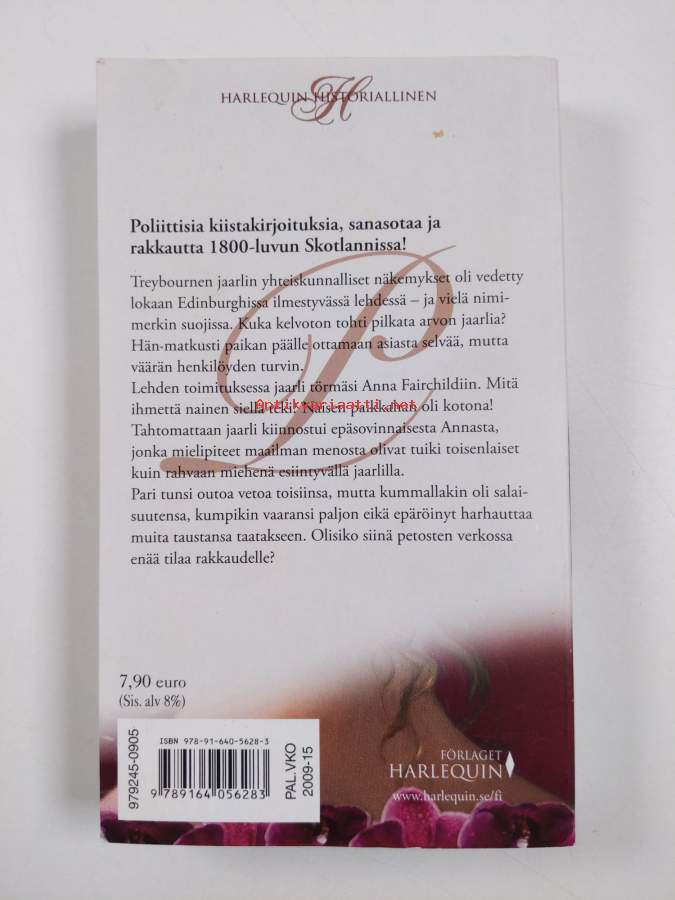 HARLEQUIN HISTORIALLINEN
Poliittisia kiistakirjoituksia, sanasotaa ja
rakkautta 1800-luvun Skotlannissa!
Treybournen jaarlin yhteiskunnalliset näkemykset oli vedetty
lokaan Edinburghissa ilmestyvässä lehdessä – ja vielä nimi-
merkin suojissa. Kuka kelvoton tohti pilkata arvon jaarlia?
Hän-matkusti paikan päälle ottamaan asiasta selvää, mutta
väärän henkilöyden turvin.
Lehden toimituksessa jaarli törmäsi Anna Fairchildiin. Mitä
ihmettä nainen siellä teki? Naisen paikkahan oli kotona!
Antikvariaatti.net
Tahtomattaan jaarli kiinnostui epäsovinnaisesta Annasta,
jonka mielipiteet maailman menosta olivat tuiki toisenlaiset
kuin rahvaan miehenä esiintyvällä jaarlilla.
Pari tunsi outoa vetoa toisiinsa, mutta kummallakin oli salai-
suutensa, kumpikin vaaransi paljon eikä epäröinyt harhauttaa
muita taustansa taatakseen. Olisiko siinä petosten verkossa
enää tilaa rakkaudelle?
7,90 euro
(Sis. alv 8%)
979245-0905
ISBN 978-91-640-5628-3
9 789164 056283
PAL.VKO
2009-15
FÖRLAGET
HARLEQUIN
www.harlequin.se/fi